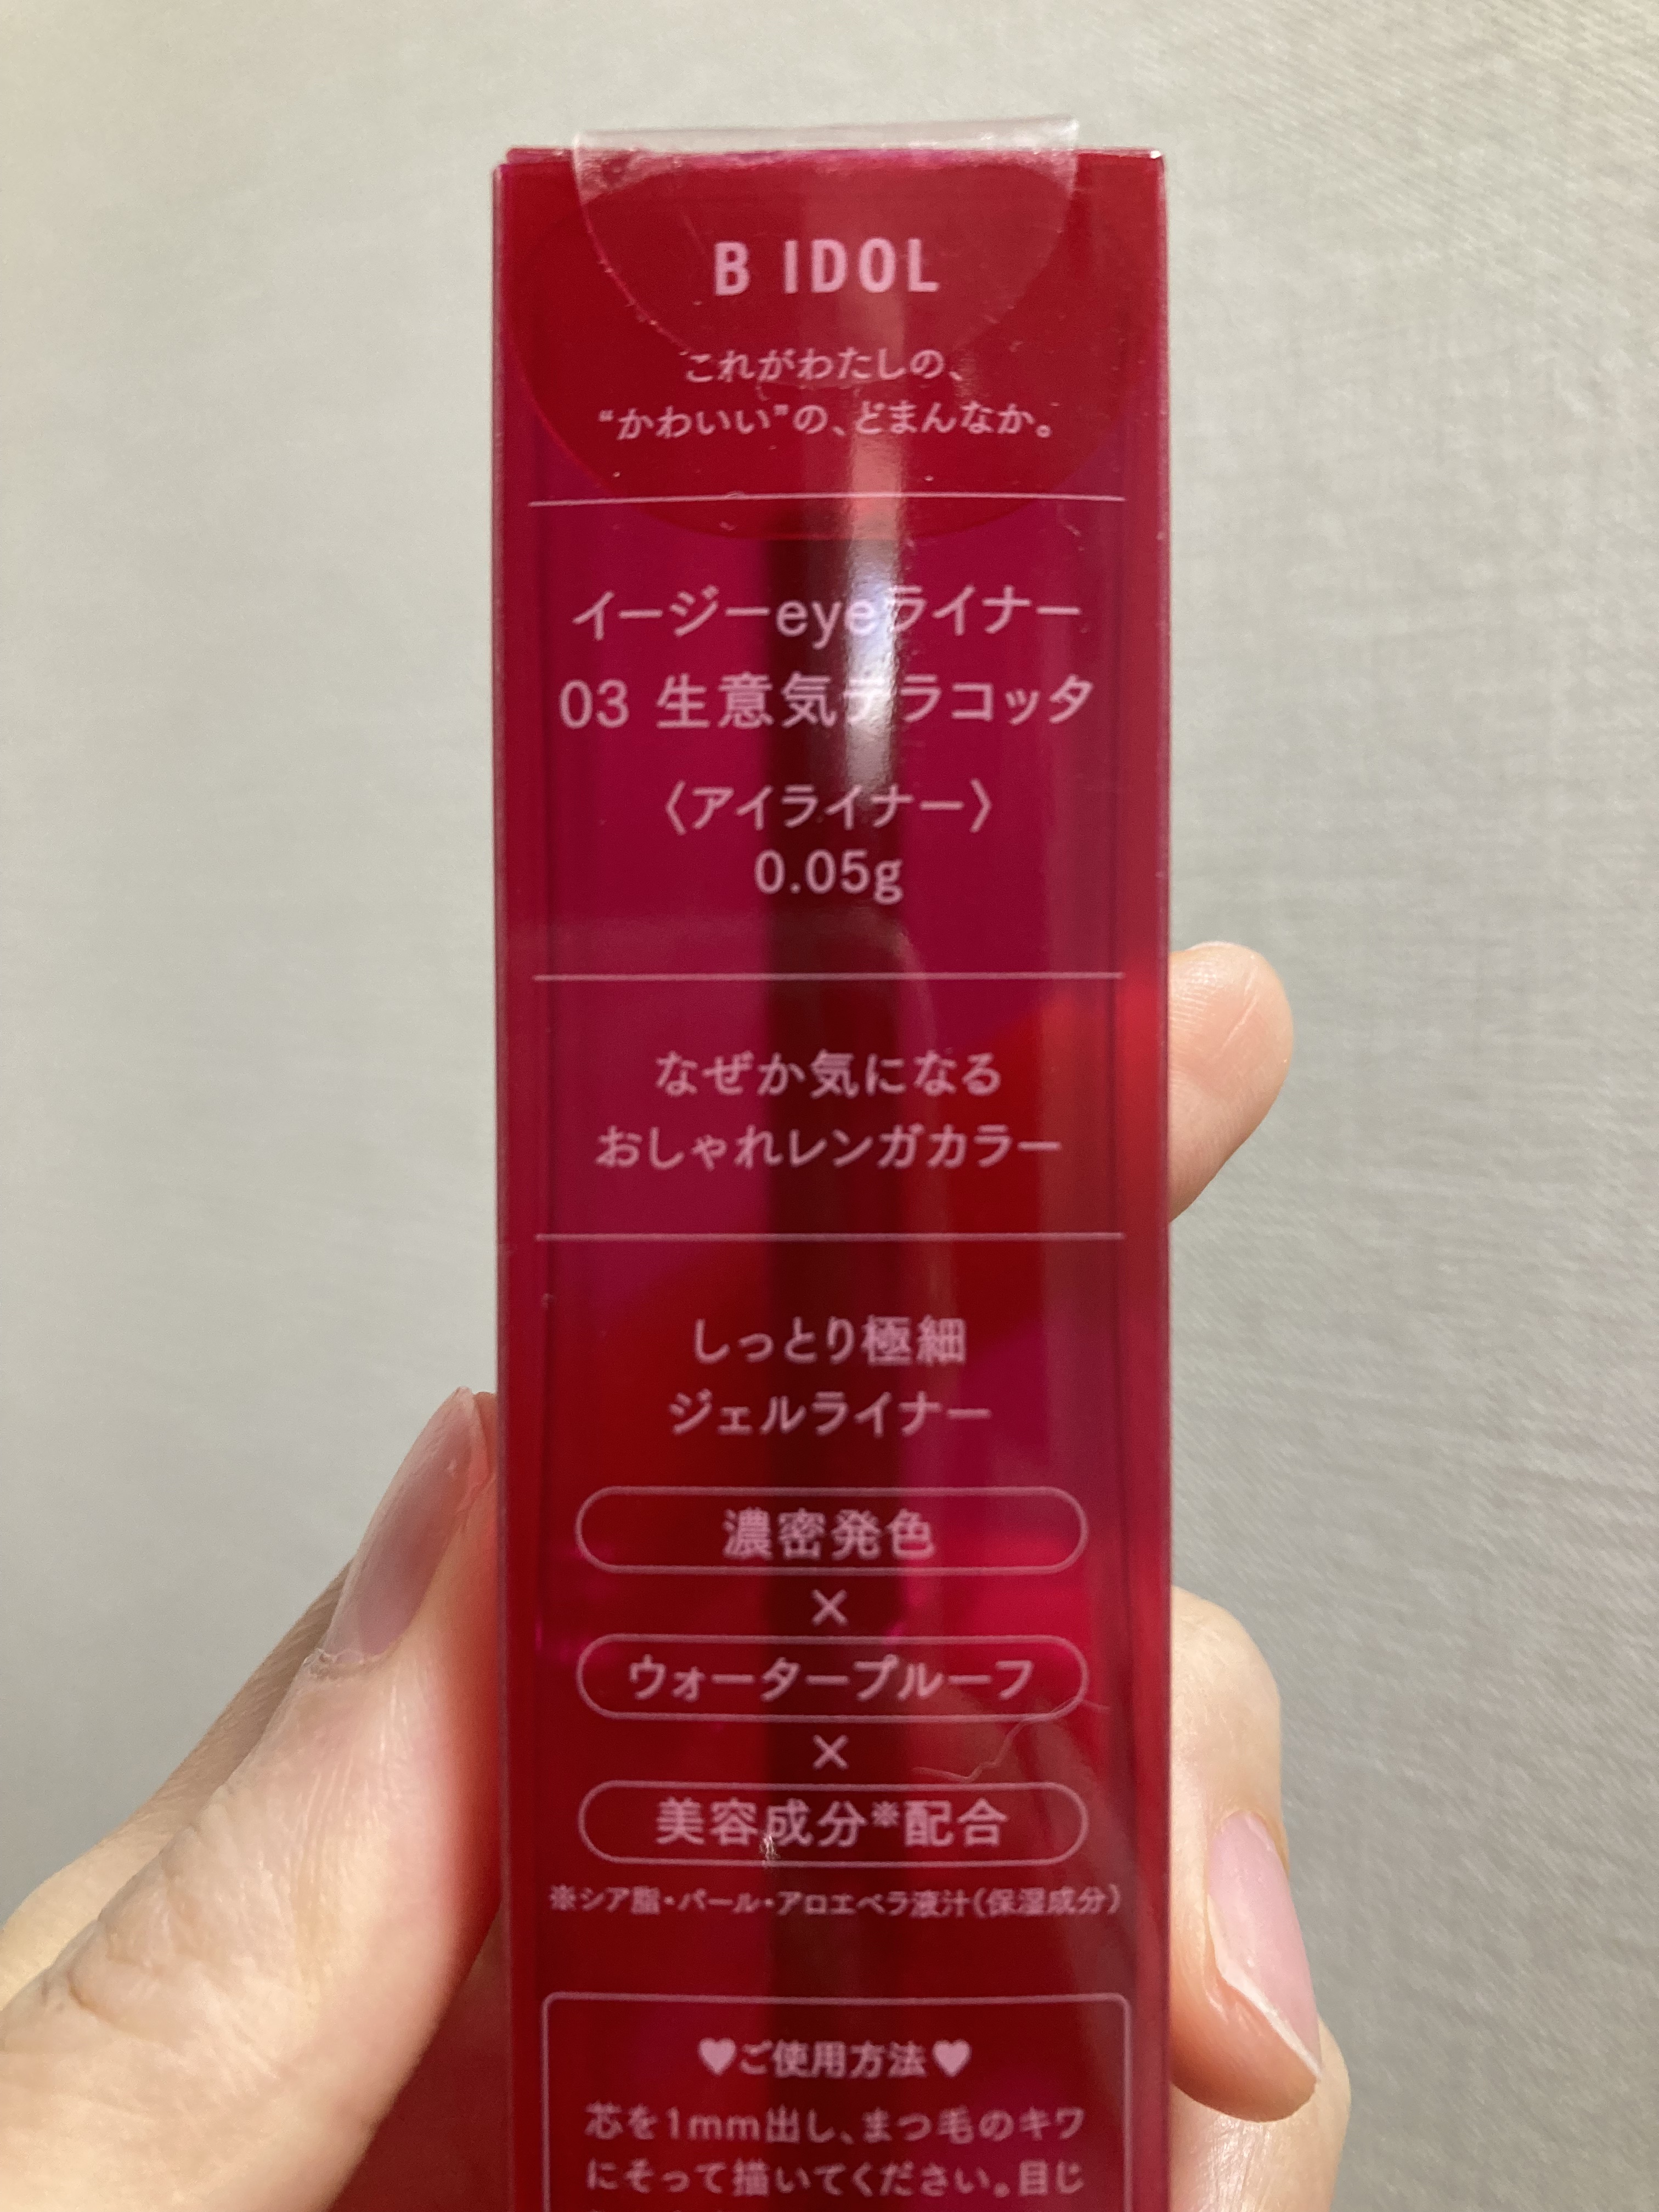 B IDOL
これがわたしの、
“かわいい”の、どまんなか。
イージーeyeライナー
03 生意気テラコッタ
〈アイライナー〉
0.05g
なぜか気になる
おしゃれレンガカラー
しっとり極細
ジェルライナー
濃密発色
×
ウォータープルーフ
×
美容成分※配合
※シア脂・パール・アロエベラ液汁(保湿成分)
♥ご使用方法♥
芯を1mm出し、まつ毛のキワ
にそって描いてください。目じ